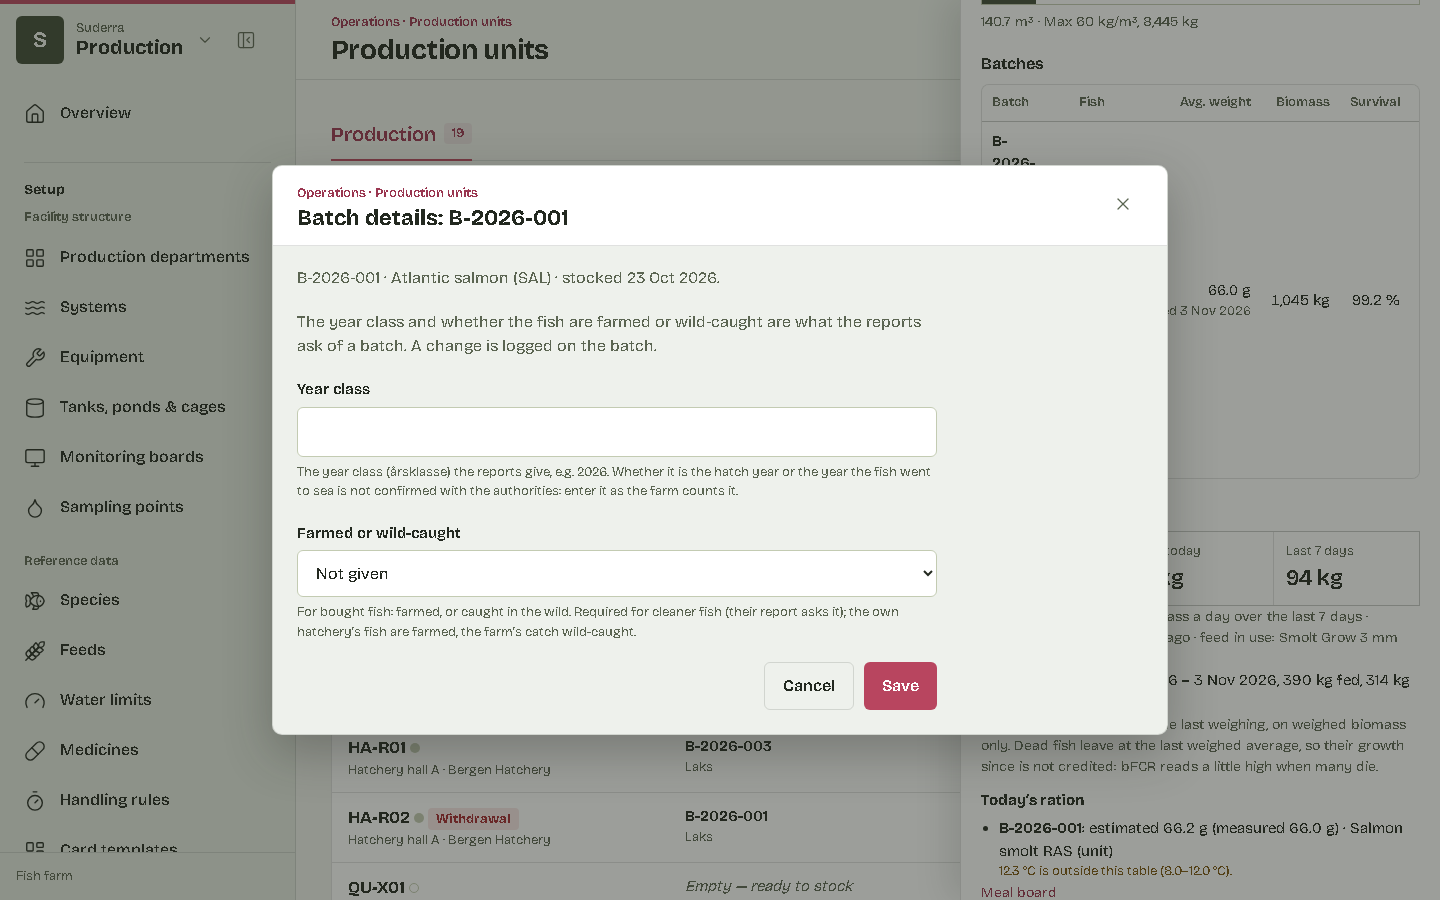 S
Suderra
Production
Overview
Setup
Facility structure
Production departments
Systems
Equipment
Tanks, ponds & cages
Monitoring boards
Sampling points
Reference data
Species
Feeds
Water limits
Medicines
Handling rules
Card templates
Fish farm
Operations · Production units
Production units
Production 19
HA-R01
B-2026-003
Hatchery hall A · Bergen Hatchery
Laks
HA-R02 Withdrawal
B-2026-001
Hatchery hall A · Bergen Hatchery
Laks
QU-X01
Empty — ready to stock
Operations · Production units
Batch details: B-2026-001
B-2026-001 · Atlantic salmon (SAL) · stocked 23 Oct 2026.
The year class and whether the fish are farmed or wild-caught are what the reports
ask of a batch. A change is logged on the batch.
Year class
The year class (årsklasse) the reports give, e.g. 2026. Whether it is the hatch year or the year the fish went
to sea is not confirmed with the authorities: enter it as the farm counts it.
Farmed or wild-caught
Not given
For bought fish: farmed, or caught in the wild. Required for cleaner fish (their report asks it); the own
hatchery's fish are farmed, the farm's catch wild-caught.
Cancel
Save
140.7 m³ · Max 60 kg/m³, 8,445 kg
Batches
Batch Fish Avg. weight Biomass Survival
B-
2026-
66.0 g
1,045 kg
99.2 %
3 Nov 2026
today
Last 7 days
kg
94 kg
a day over the last 7 days ·
ago · feed in use: Smolt Grow 3 mm
– 3 Nov 2026, 390 kg fed, 314 kg
last weighing, on weighed biomass
only. Dead fish leave at the last weighed average, so their growth
since is not credited: bFCR reads a little high when many die.
Today's ration
• B-2026-001: estimated 66.2 g (measured 66.0 g) · Salmon
smolt RAS (unit)
12.3 °C is outside this table (8.0–12.0 °C).
Meal board